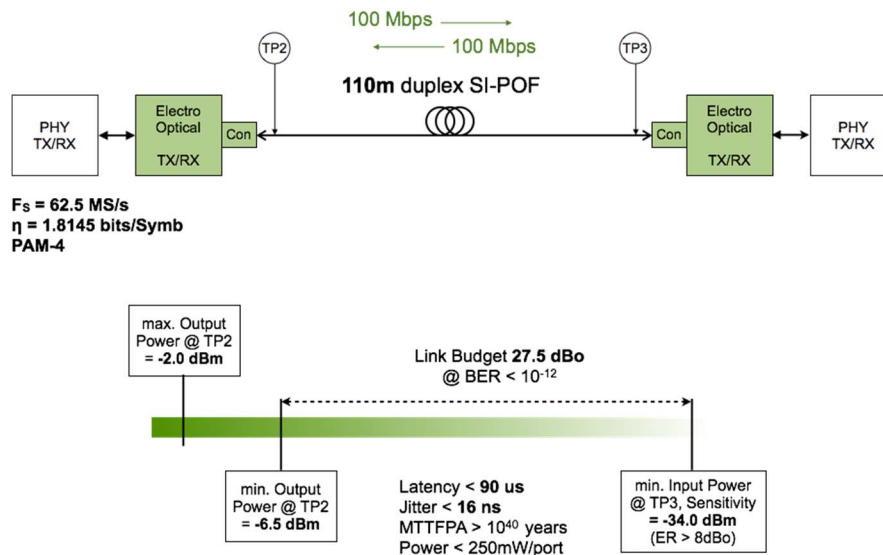 100 Mbps
100 Mbps
TP2
TP3
110m duplex SI-POF
PHY
TX/RX
Electro
Optical
TX/RX
Con
Con
Electro
Optical
TX/RX
PHY
TX/RX
Fs = 62.5 MS/s
η = 1.8145 bits/Symb
PAM-4
max. Output
Power @ TP2
= -2.0 dBm
Link Budget 27.5 dBo
@ BER < 10⁻¹²
min. Output
Power @ TP2
= -6.5 dBm
Latency < 90 us
Jitter < 16 ns
MTTFPA > 10⁴⁰ years
Power < 250mW/port
min. Input Power
@ TP3, Sensitivity
= -34.0 dBm
(ER > 8dBo)